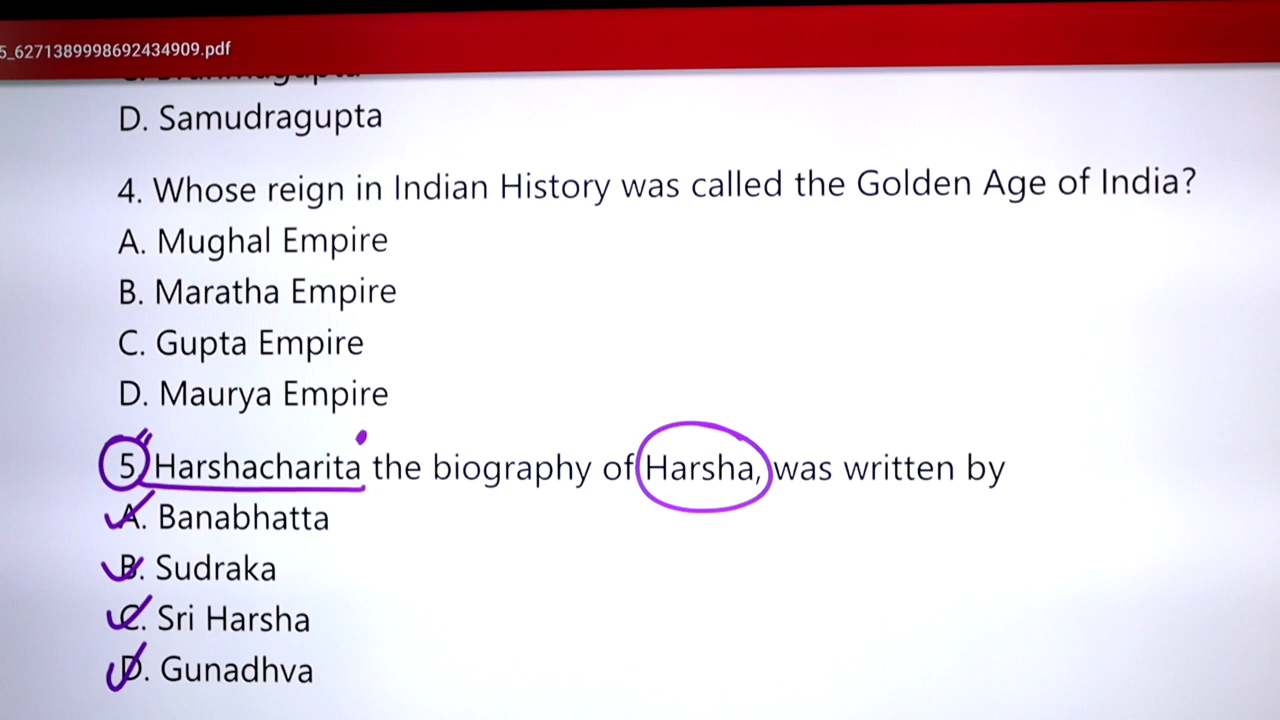 5_6271389998692434909.pdf
D. Samudragupta
4. Whose reign in Indian History was called the Golden Age of India?
A. Mughal Empire
B. Maratha Empire
C. Gupta Empire
D. Maurya Empire
5 Harshacharita the biography of Harsha, was written by
A. Banabhatta
B. Sudraka
C. Sri Harsha
D. Gunadhva